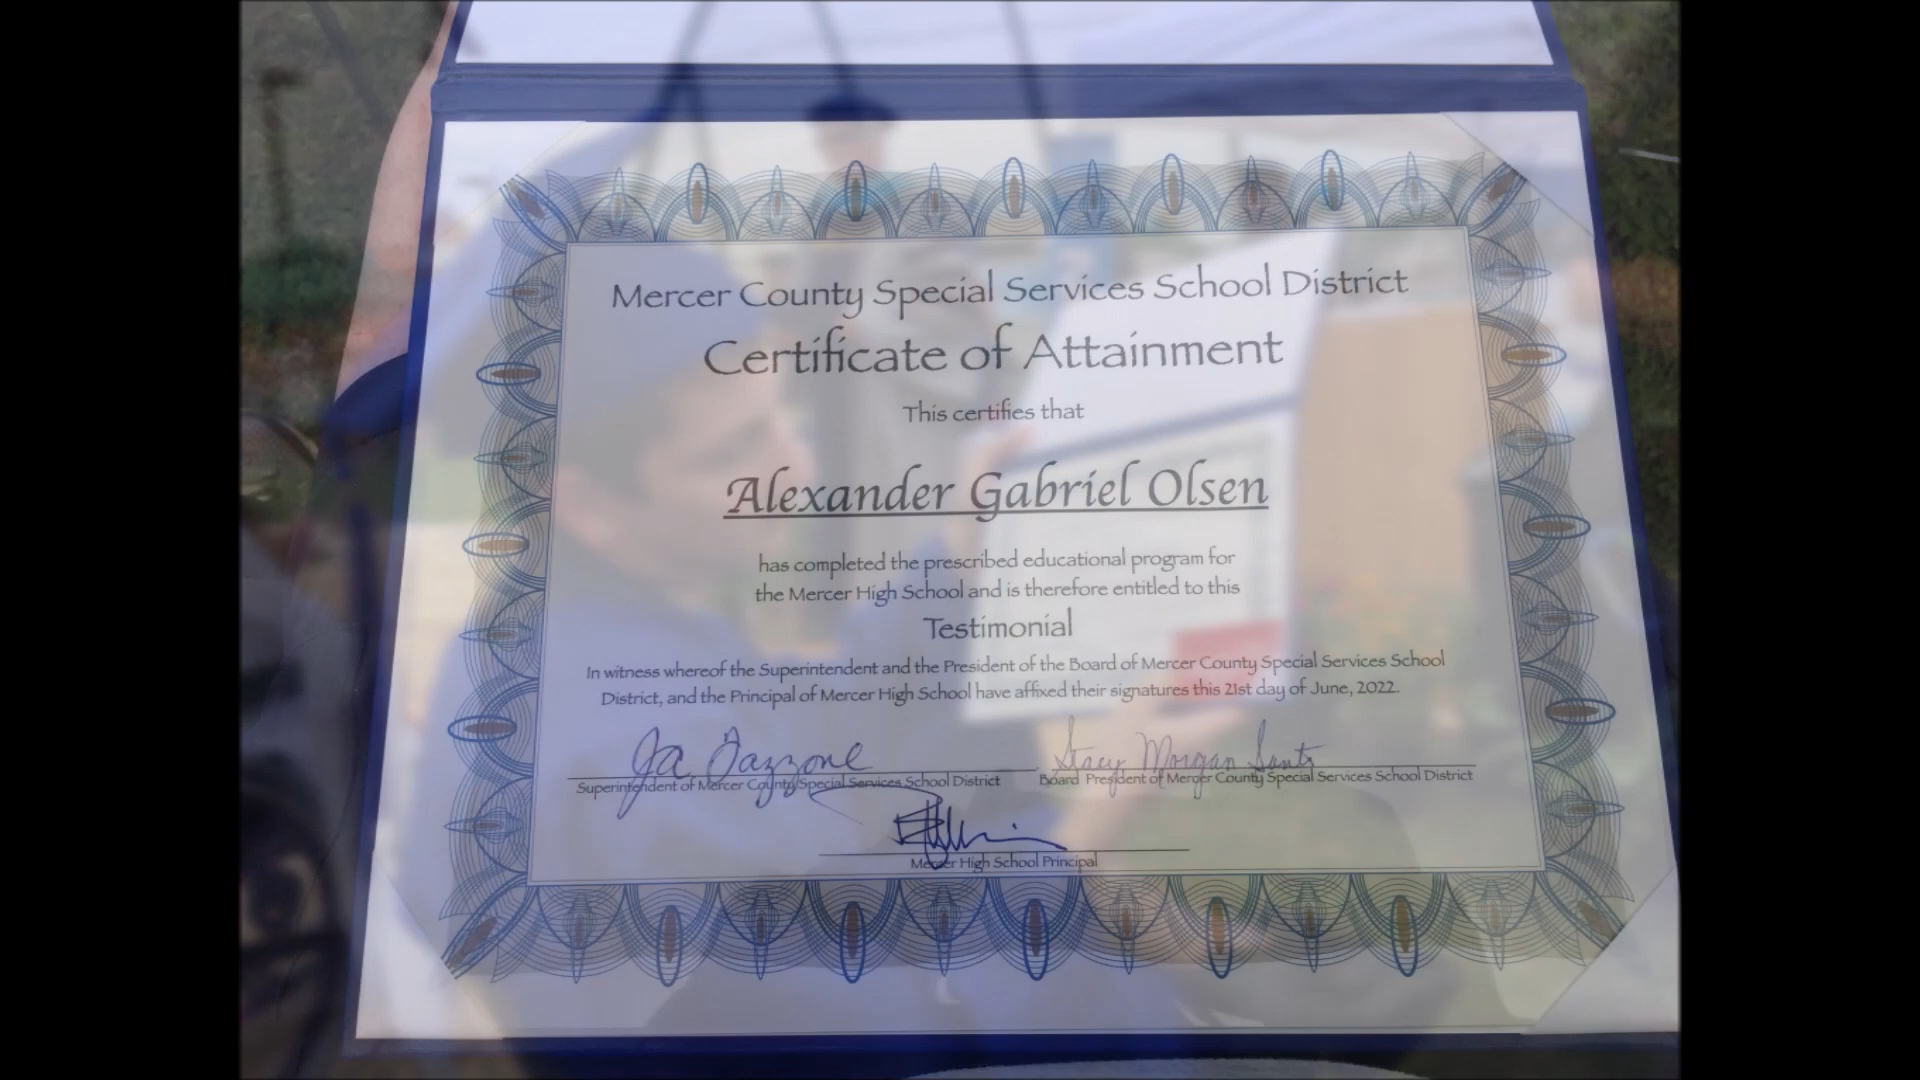 Mercer County Special Services School District
Certificate of Attainment
This certifies that
Alexander Gabriel Olsen
has completed the prescribed educational program for
the Mercer High School and is therefore entitled to this
Testimonial
In witness whereof the Superintendent and the President of the Board of Mercer County Special Services School
District, and the Principal of Mercer High School have affixed their signatures this 21st day of June, 2022.
Stacy Morgan Santi
Superintendent of Mercer County Special Services School District
Board President of Mercer County Special Services School District
Mercer High School Principal